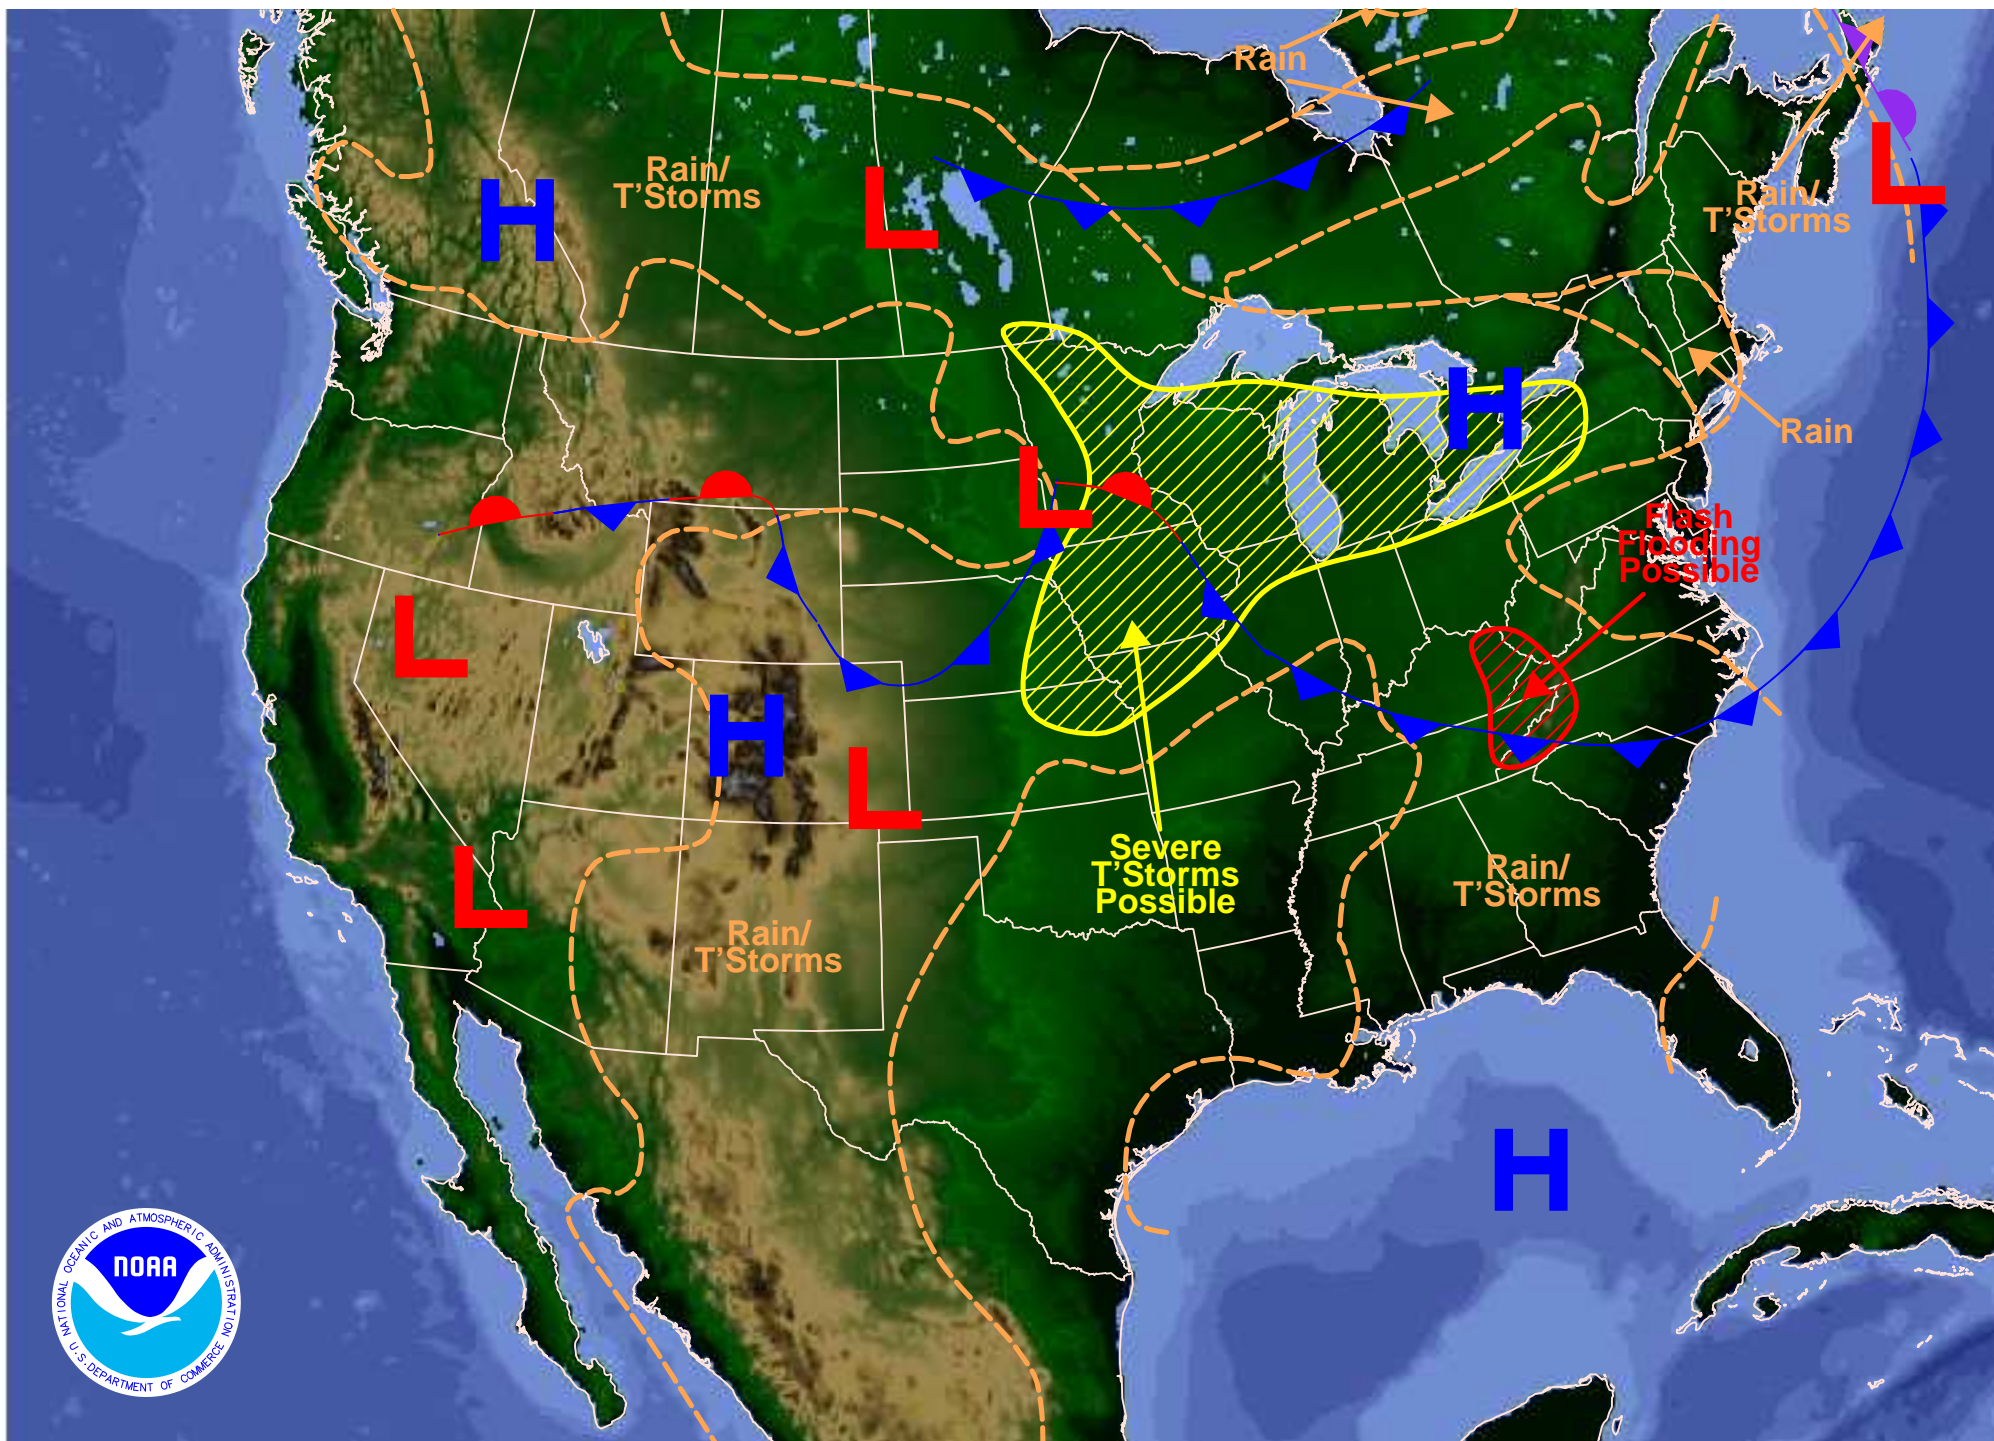 Rain
Rain/
T'Storms
H
L
L
Rain/
T'Storms
H
Rain
L
Flash
Flooding
Possible
L
H
L
Severe
T'Storms
Possible
L
Rain/
T'Storms
Rain/
T'Storms
H
NATIONAL OCEANIC AND ATMOSPHERIC ADMINISTRATION
NOAA
U.S. DEPARTMENT OF COMMERCE